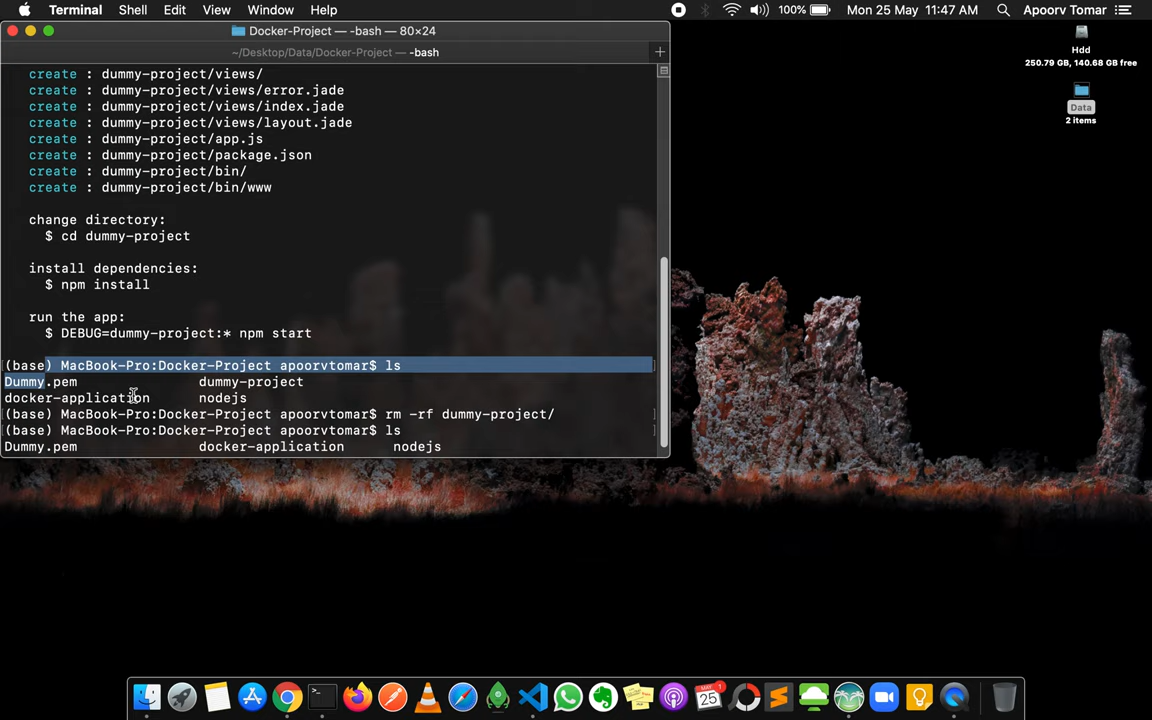 Terminal Shell Edit View Window Help 100% Mon 25 May 11:47 AM Apoorv Tomar
Docker-Project — -bash — 80×24
~/Desktop/Data/Docker-Project — -bash
create : dummy-project/views/
create : dummy-project/views/error.jade
create : dummy-project/views/index.jade
create : dummy-project/views/layout.jade
create : dummy-project/app.js
create : dummy-project/package.json
create : dummy-project/bin/
create : dummy-project/bin/www
change directory:
$ cd dummy-project
install dependencies:
$ npm install
run the app:
$ DEBUG=dummy-project:* npm start
(base) MacBook-Pro:Docker-Project apoorvtomar$ ls
Dummy.pem dummy-project
docker-application nodejs
(base) MacBook-Pro:Docker-Project apoorvtomar$ rm -rf dummy-project/
(base) MacBook-Pro:Docker-Project apoorvtomar$ ls
Dummy.pem docker-application nodejs
Hdd
250.79 GB, 140.68 GB free
Data
2 items
25